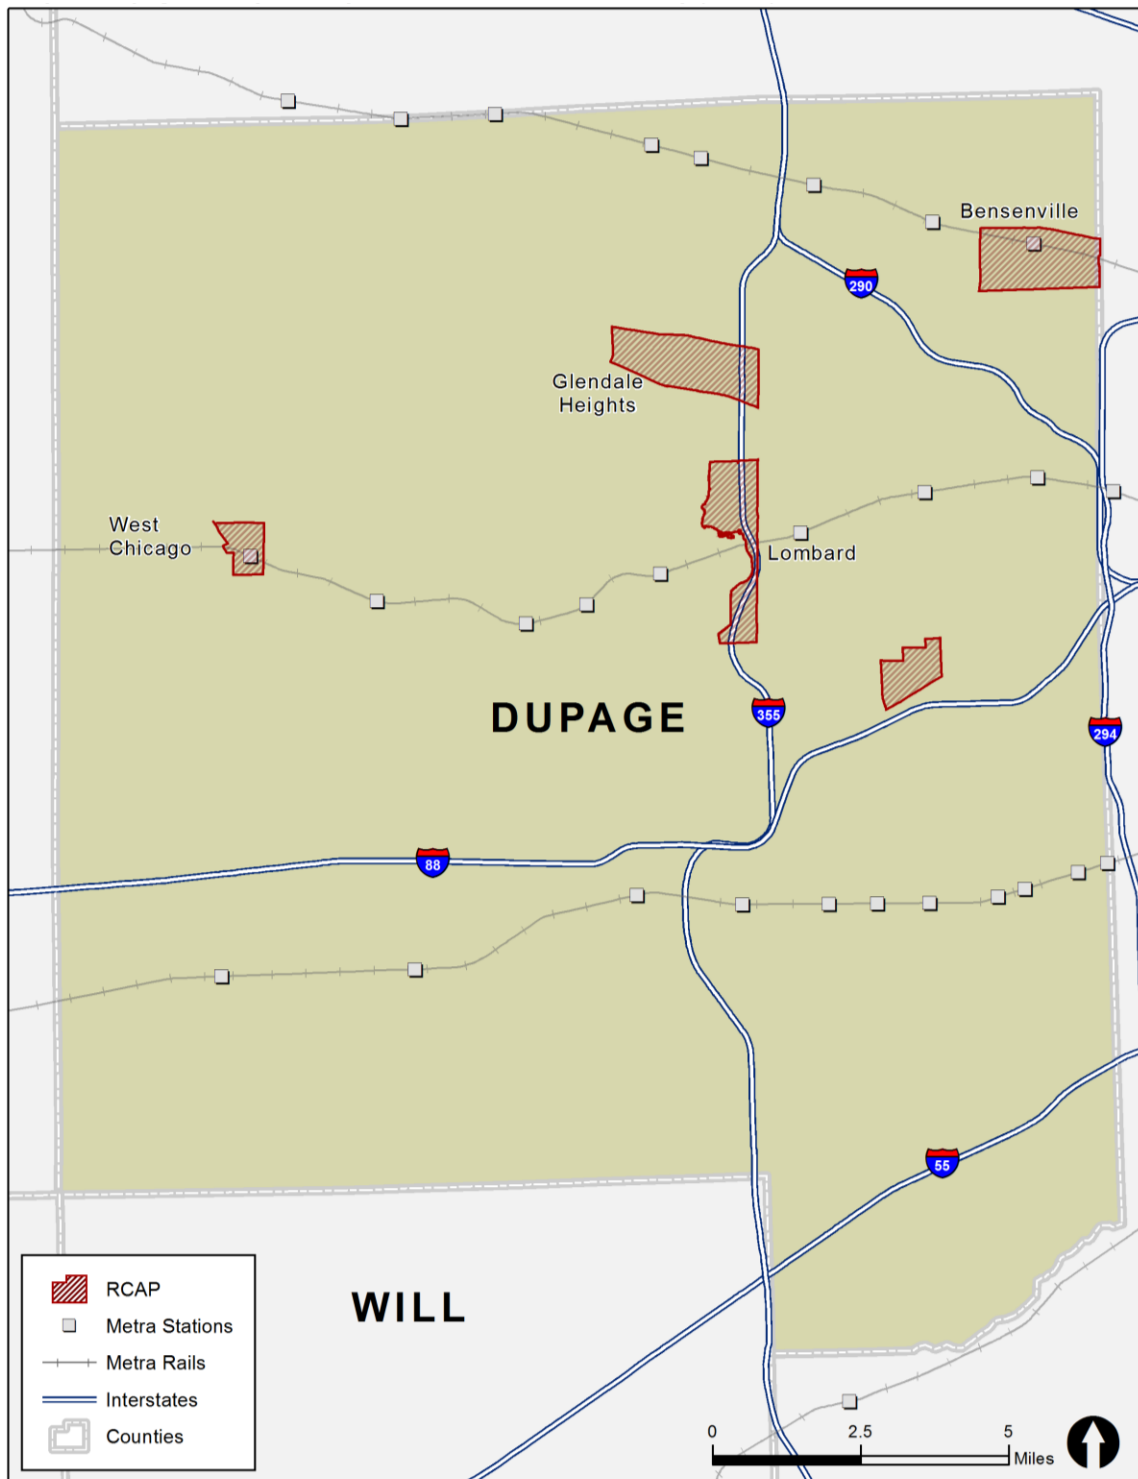 Bensenville
290
Glendale
Heights
West
Chicago
Lombard
DUPAGE
355
294
88
55
WILL
RCAP
Metra Stations
Metra Rails
Interstates
Counties
0 2.5 5
Miles